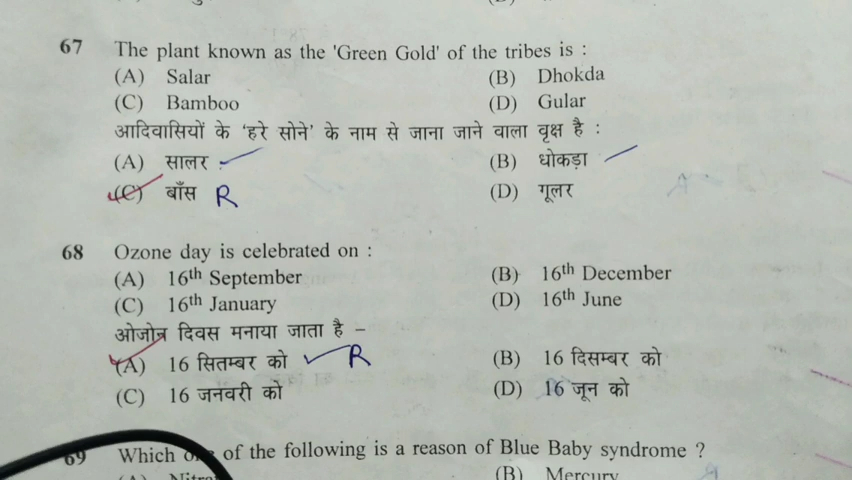 67 The plant known as the 'Green Gold' of the tribes is :
(A) Salar (B) Dhokda
(C) Bamboo (D) Gular
आदिवासियों के 'हरे सोने' के नाम से जाना जाने वाला वृक्ष है :
(A) सालर (B) धोकड़ा
(C) बाँस R (D) गूलर
68 Ozone day is celebrated on :
(A) 16th September (B) 16th December
(C) 16th January (D) 16th June
ओजोन दिवस मनाया जाता है –
(A) 16 सितम्बर को R (B) 16 दिसम्बर को
(C) 16 जनवरी को (D) 16 जून को
69 Which one of the following is a reason of Blue Baby syndrome ?
(B) Mercury